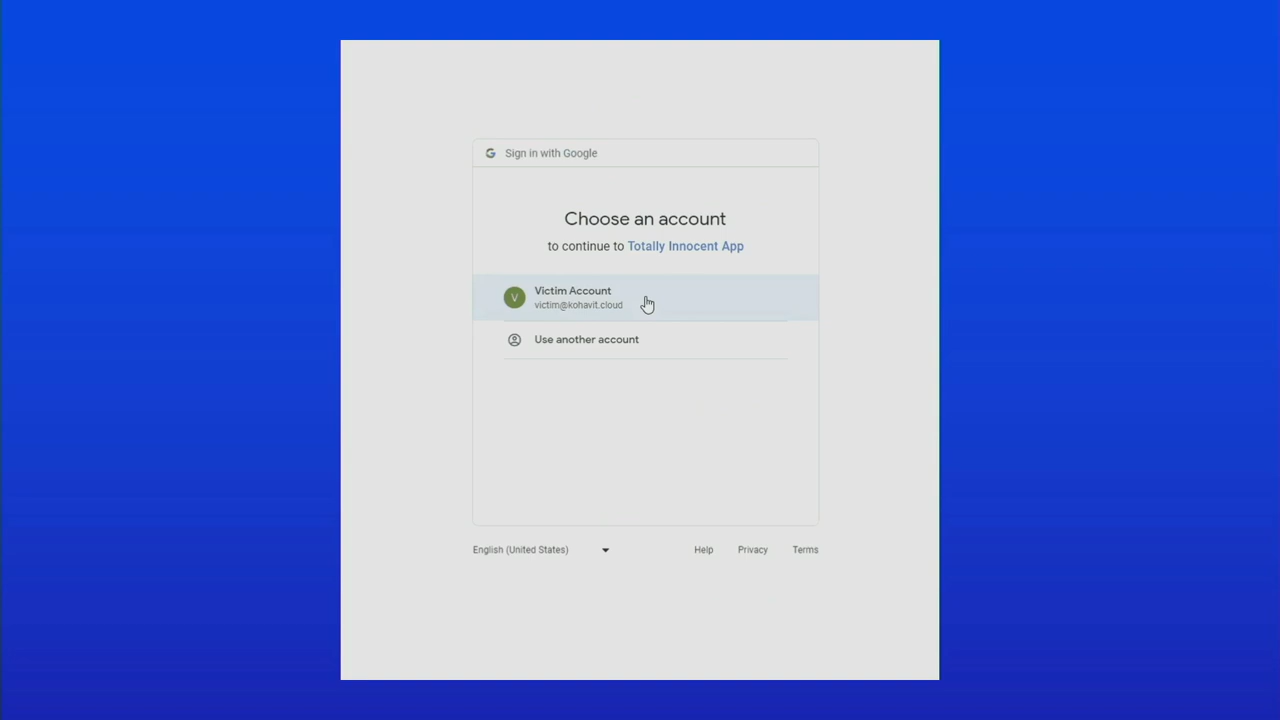 Sign in with Google
Choose an account
to continue to Totally Innocent App
V
Victim Account
victim@kohavit.cloud
Use another account
English (United States)
Help Privacy Terms